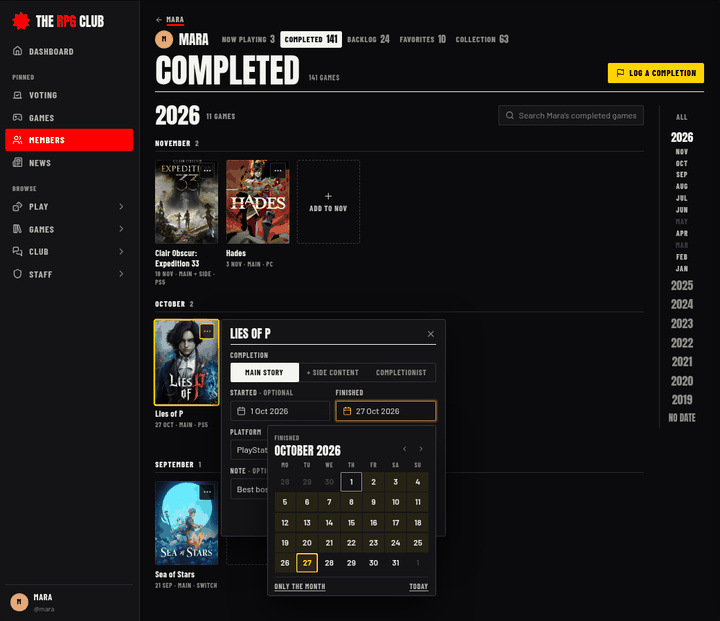 THE RPG CLUB
DASHBOARD
PINNED
VOTING
GAMES
MEMBERS
NEWS
BROWSE
PLAY
GAMES
CLUB
STAFF
MARA
@mara
← MARA
M MARA NOW PLAYING 3 COMPLETED 141 BACKLOG 24 FAVORITES 10 COLLECTION 63
COMPLETED 141 GAMES
LOG A COMPLETION
2026 11 GAMES
Search Mara's completed games
NOVEMBER 2
CLAIR OBSCUR
EXPEDITION
33
HADES
+
ADD TO NOV
Clair Obscur:
Expedition 33
18 NOV · MAIN + SIDE ·
PS5
Hades
3 NOV · MAIN · PC
OCTOBER 2
LIES
OF P
Lies of P
27 OCT · MAIN · PS5
SEPTEMBER 1
SEA OF STARS
Sea of Stars
21 SEP · MAIN · SWITCH
LIES OF P
COMPLETION
MAIN STORY + SIDE CONTENT COMPLETIONIST
STARTED · OPTIONAL FINISHED
1 Oct 2026 27 Oct 2026
PLATFORM
PlayStat
NOTE · OPTI
Best bos
FINISHED
OCTOBER 2026
MO TU WE TH FR SA SU
28 29 30 1 2 3 4
5 6 7 8 9 10 11
12 13 14 15 16 17 18
19 20 21 22 23 24 25
26 27 28 29 30 31 1
ONLY THE MONTH TODAY
ALL
2026
NOV
OCT
SEP
AUG
JUL
JUN
MAY
APR
MAR
FEB
JAN
2025
2024
2023
2022
2021
2020
2019
NO DATE
M